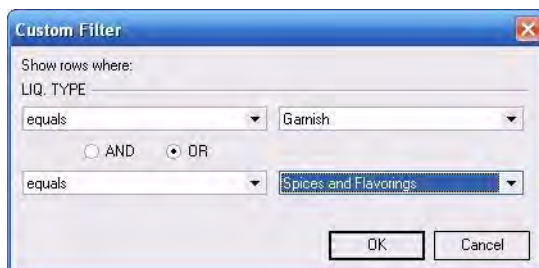 Custom Filter
Show rows where:
LIQ. TYPE
equals Garnish
AND OR
equals Spices and Flavorings
OK Cancel